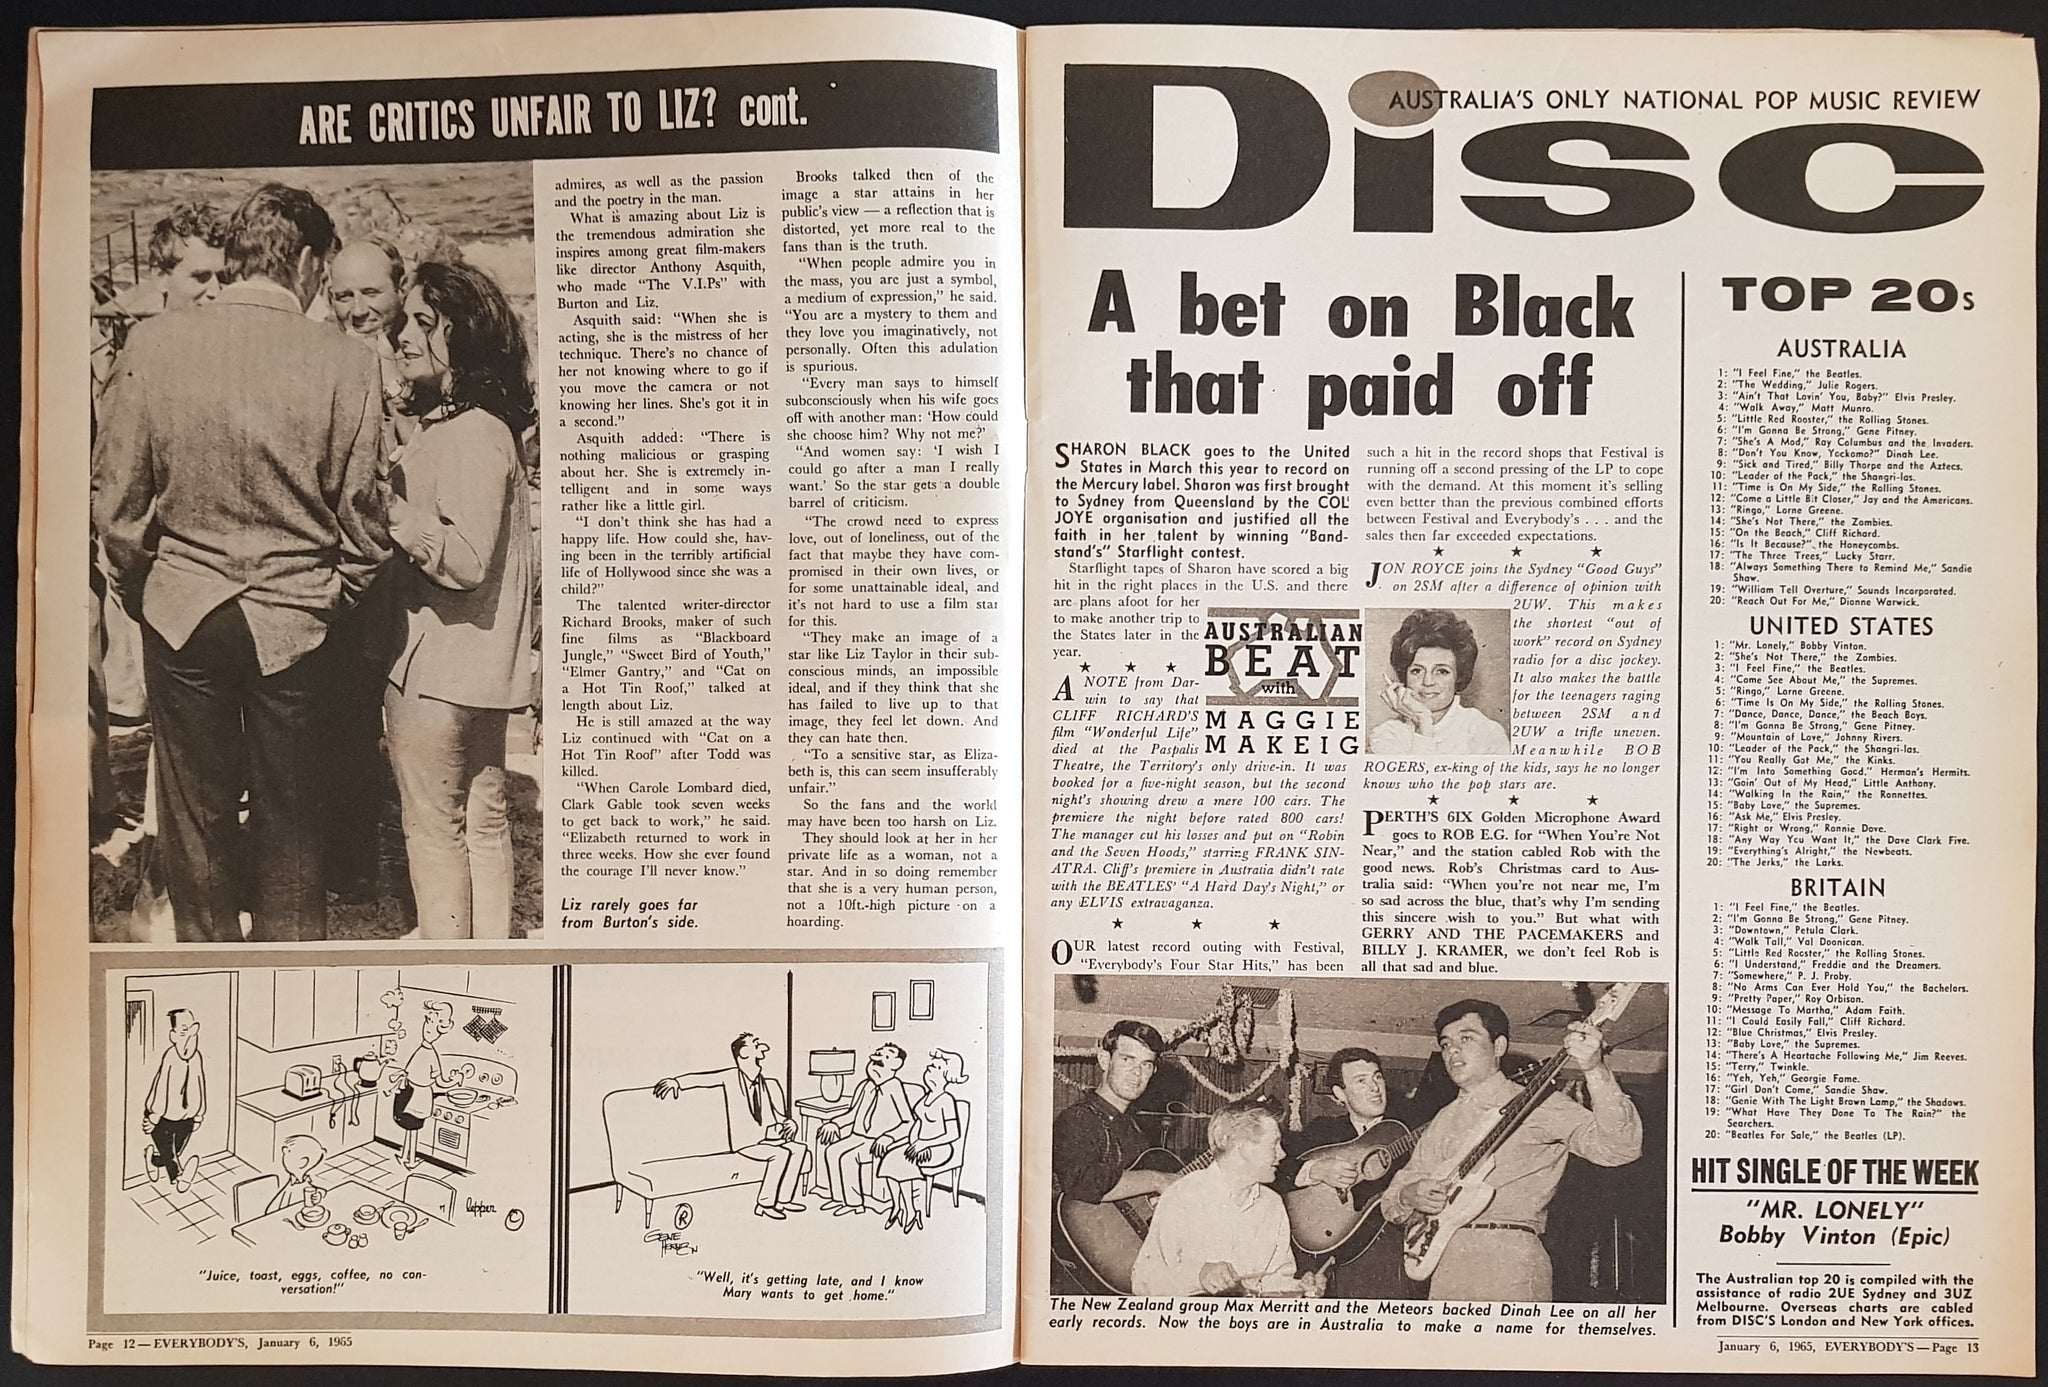 ARE CRITICS UNFAIR TO LIZ? cont.
admires, as well as the passion
and the poetry in the man.
What is amazing about Liz is
the tremendous admiration she
inspires among great film-makers
like director Anthony Asquith,
who made "The V.I.Ps" with
Burton and Liz.
Asquith said: "When she is
acting, she is the mistress of her
technique. There's no chance of
her not knowing where to go if
you move the camera or not
knowing her lines. She's got it in
a second."
Asquith added: "There is
nothing malicious or grasping
about her. She is extremely in-
telligent and in some ways
rather like a little girl.
"I don't think she has had a
happy life. How could she, hav-
ing been in the terribly artificial
life of Hollywood since she was a
child?"
The talented writer-director
Richard Brooks, maker of such
fine films as "Blackboard
Jungle," "Sweet Bird of Youth,"
"Elmer Gantry," and "Cat on
a Hot Tin Roof," talked at
length about Liz.
He is still amazed at the way
Liz continued with "Cat on a
Hot Tin Roof" after Todd was
killed.
"When Carole Lombard died,
Clark Gable took seven weeks
to get back to work," he said.
"Elizabeth returned to work in
three weeks. How she ever found
the courage I'll never know."
Liz rarely goes far
from Burton's side.
Brooks talked then of the
image a star attains in her
public's view — a reflection that is
distorted, yet more real to the
fans than is the truth.
"When people admire you in
the mass, you are just a symbol,
a medium of expression," he said.
"You are a mystery to them and
they love you imaginatively, not
personally. Often this adulation
is spurious.
"Every man says to himself
subconsciously when his wife goes
off with another man: 'How could
she choose him? Why not me?'
"And women say: 'I wish I
could go after a man I really
want.' So the star gets a double
barrel of criticism.
"The crowd need to express
love, out of loneliness, out of the
fact that maybe they have com-
promised in their own lives, or
for some unattainable ideal, and
it's not hard to use a film star
for this.
"They make an image of a
star like Liz Taylor in their sub-
conscious minds, an impossible
ideal, and if they think that she
has failed to live up to that
image, they feel let down. And
they can hate then.
"To a sensitive star, as Eliza-
beth is, this can seem insufferably
unfair."
So the fans and the world
may have been too harsh on Liz.
They should look at her in her
private life as a woman, not a
star. And in so doing remember
that she is a very human person,
not a 10ft.-high picture on a
hoarding.
lepper
"Juice, toast, eggs, coffee, no con-
versation!"
GENE
"Well, it's getting late, and I know
Mary wants to get home."
Page 12 — EVERYBODY'S, January 6, 1965
Disc
AUSTRALIA'S ONLY NATIONAL POP MUSIC REVIEW
A bet on Black
that paid off
SHARON BLACK goes to the United
States in March this year to record on
the Mercury label. Sharon was first brought
to Sydney from Queensland by the COL
JOYE organisation and justified all the
faith in her talent by winning "Band-
stand's" Starflight contest.
Starflight tapes of Sharon have scored a big
hit in the right places in the U.S. and there
are plans afoot for her
to make another trip to
the States later in the
year.
★ ★ ★
A NOTE from Dar-
win to say that
CLIFF RICHARD'S
film "Wonderful Life"
died at the Paspalis
Theatre, the Territory's only drive-in. It was
booked for a five-night season, but the second
night's showing drew a mere 100 cars. The
premiere the night before rated 800 cars!
The manager cut his losses and put on "Robin
and the Seven Hoods," starring FRANK SIN-
ATRA. Cliff's premiere in Australia didn't rate
with the BEATLES' "A Hard Day's Night," or
any ELVIS extravaganza.
★ ★ ★
OUR latest record outing with Festival,
"Everybody's Four Star Hits," has been
AUSTRALIAN
BEAT
with
MAGGIE
MAKEIG
such a hit in the record shops that Festival is
running off a second pressing of the LP to cope
with the demand. At this moment it's selling
even better than the previous combined efforts
between Festival and Everybody's . . . and the
sales then far exceeded expectations.
★ ★ ★
JON ROYCE joins the Sydney "Good Guys"
on 2SM after a difference of opinion with
2UW. This makes
the shortest "out of
work" record on Sydney
radio for a disc jockey.
It also makes the battle
for the teenagers raging
between 2SM and
2UW a trifle uneven.
Meanwhile BOB
ROGERS, ex-king of the kids, says he no longer
knows who the pop stars are.
★ ★ ★
PERTH'S 6IX Golden Microphone Award
goes to ROB E.G. for "When You're Not
Near," and the station cabled Rob with the
good news. Rob's Christmas card to Aus-
tralia said: "When you're not near me, I'm
so sad across the blue, that's why I'm sending
this sincere wish to you." But what with
GERRY AND THE PACEMAKERS and
BILLY J. KRAMER, we don't feel Rob is
all that sad and blue.
The New Zealand group Max Merritt and the Meteors backed Dinah Lee on all her
early records. Now the boys are in Australia to make a name for themselves.
TOP 20s
AUSTRALIA
1: "I Feel Fine," the Beatles.
2: "The Wedding," Julie Rogers.
3: "Ain't That Lovin' You, Baby?" Elvis Presley.
4: "Walk Away," Matt Munro.
5: "Little Red Rooster," the Rolling Stones.
6: "I'm Gonna Be Strong," Gene Pitney.
7: "She's A Mod," Ray Columbus and the Invaders.
8: "Don't You Know, Yockomo?" Dinah Lee.
9: "Sick and Tired," Billy Thorpe and the Aztecs.
10: "Leader of the Pack," the Shangri-las.
11: "Time is On My Side," the Rolling Stones.
12: "Come a Little Bit Closer," Jay and the Americans.
13: "Ringo," Lorne Greene.
14: "She's Not There," the Zombies.
15: "On the Beach," Cliff Richard.
16: "Is It Because?", the Honeycombs.
17: "The Three Trees," Lucky Starr.
18: "Always Something There to Remind Me," Sandie
Shaw.
19: "William Tell Overture," Sounds Incorporated.
20: "Reach Out For Me," Dionne Warwick.
UNITED STATES
1: "Mr. Lonely," Bobby Vinton.
2: "She's Not There," the Zombies.
3: "I Feel Fine," the Beatles.
4: "Come See About Me," the Supremes.
5: "Ringo," Lorne Greene.
6: "Time Is On My Side," the Rolling Stones.
7: "Dance, Dance, Dance," the Beach Boys.
8: "I'm Gonna Be Strong," Gene Pitney.
9: "Mountain of Love," Johnny Rivers.
10: "Leader of the Pack," the Shangri-las.
11: "You Really Got Me," the Kinks.
12: "I'm Into Something Good." Herman's Hermits.
13: "Goin' Out of My Head," Little Anthony.
14: "Walking In the Rain," the Ronnettes.
15: "Baby Love," the Supremes.
16: "Ask Me," Elvis Presley.
17: "Right or Wrong," Ronnie Dove.
18: "Any Way You Want It," the Dave Clark Five.
19: "Everything's Alright," the Newbeats.
20: "The Jerks," the Larks.
BRITAIN
1: "I Feel Fine," the Beatles.
2: "I'm Gonna Be Strong," Gene Pitney.
3: "Downtown," Petula Clark.
4: "Walk Tall," Val Doonican.
5: "Little Red Rooster," the Rolling Stones.
6: "I Understand," Freddie and the Dreamers.
7: "Somewhere," P. J. Proby.
8: "No Arms Can Ever Hold You," the Bachelors.
9: "Pretty Paper," Roy Orbison.
10: "Message To Martha," Adam Faith.
11: "I Could Easily Fall," Cliff Richard.
12: "Blue Christmas," Elvis Presley.
13: "Baby Love," the Supremes.
14: "There's A Heartache Following Me," Jim Reeves.
15: "Terry," Twinkle.
16: "Yeh, Yeh," Georgie Fame.
17: "Girl Don't Come," Sandie Shaw.
18: "Genie With The Light Brown Lamp," the Shadows.
19: "What Have They Done To The Rain?" the
Searchers.
20: "Beatles For Sale," the Beatles (LP).
HIT SINGLE OF THE WEEK
"MR. LONELY"
Bobby Vinton (Epic)
The Australian top 20 is compiled with the
assistance of radio 2UE Sydney and 3UZ
Melbourne. Overseas charts are cabled
from DISC'S London and New York offices.
January 6, 1965, EVERYBODY'S — Page 13